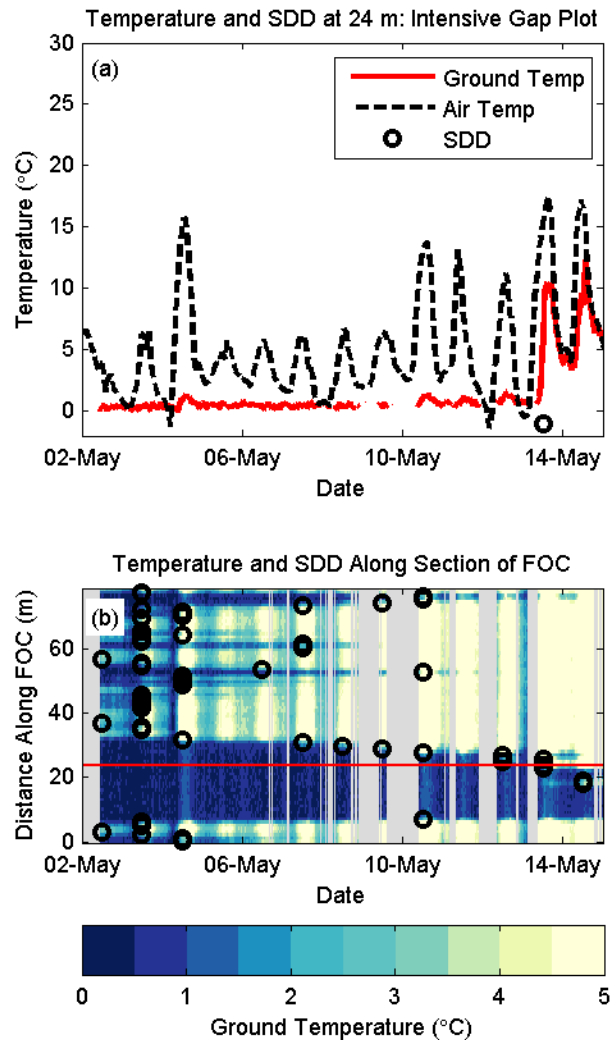 Temperature and SDD at 24 m: Intensive Gap Plot
(a)
Ground Temp
Air Temp
SDD
30
25
20
15
10
5
0
Temperature (°C)
02-May 06-May 10-May 14-May
Date
Temperature and SDD Along Section of FOC
(b)
60
40
20
0
Distance Along FOC (m)
02-May 06-May 10-May 14-May
Date
0 1 2 3 4 5
Ground Temperature (°C)